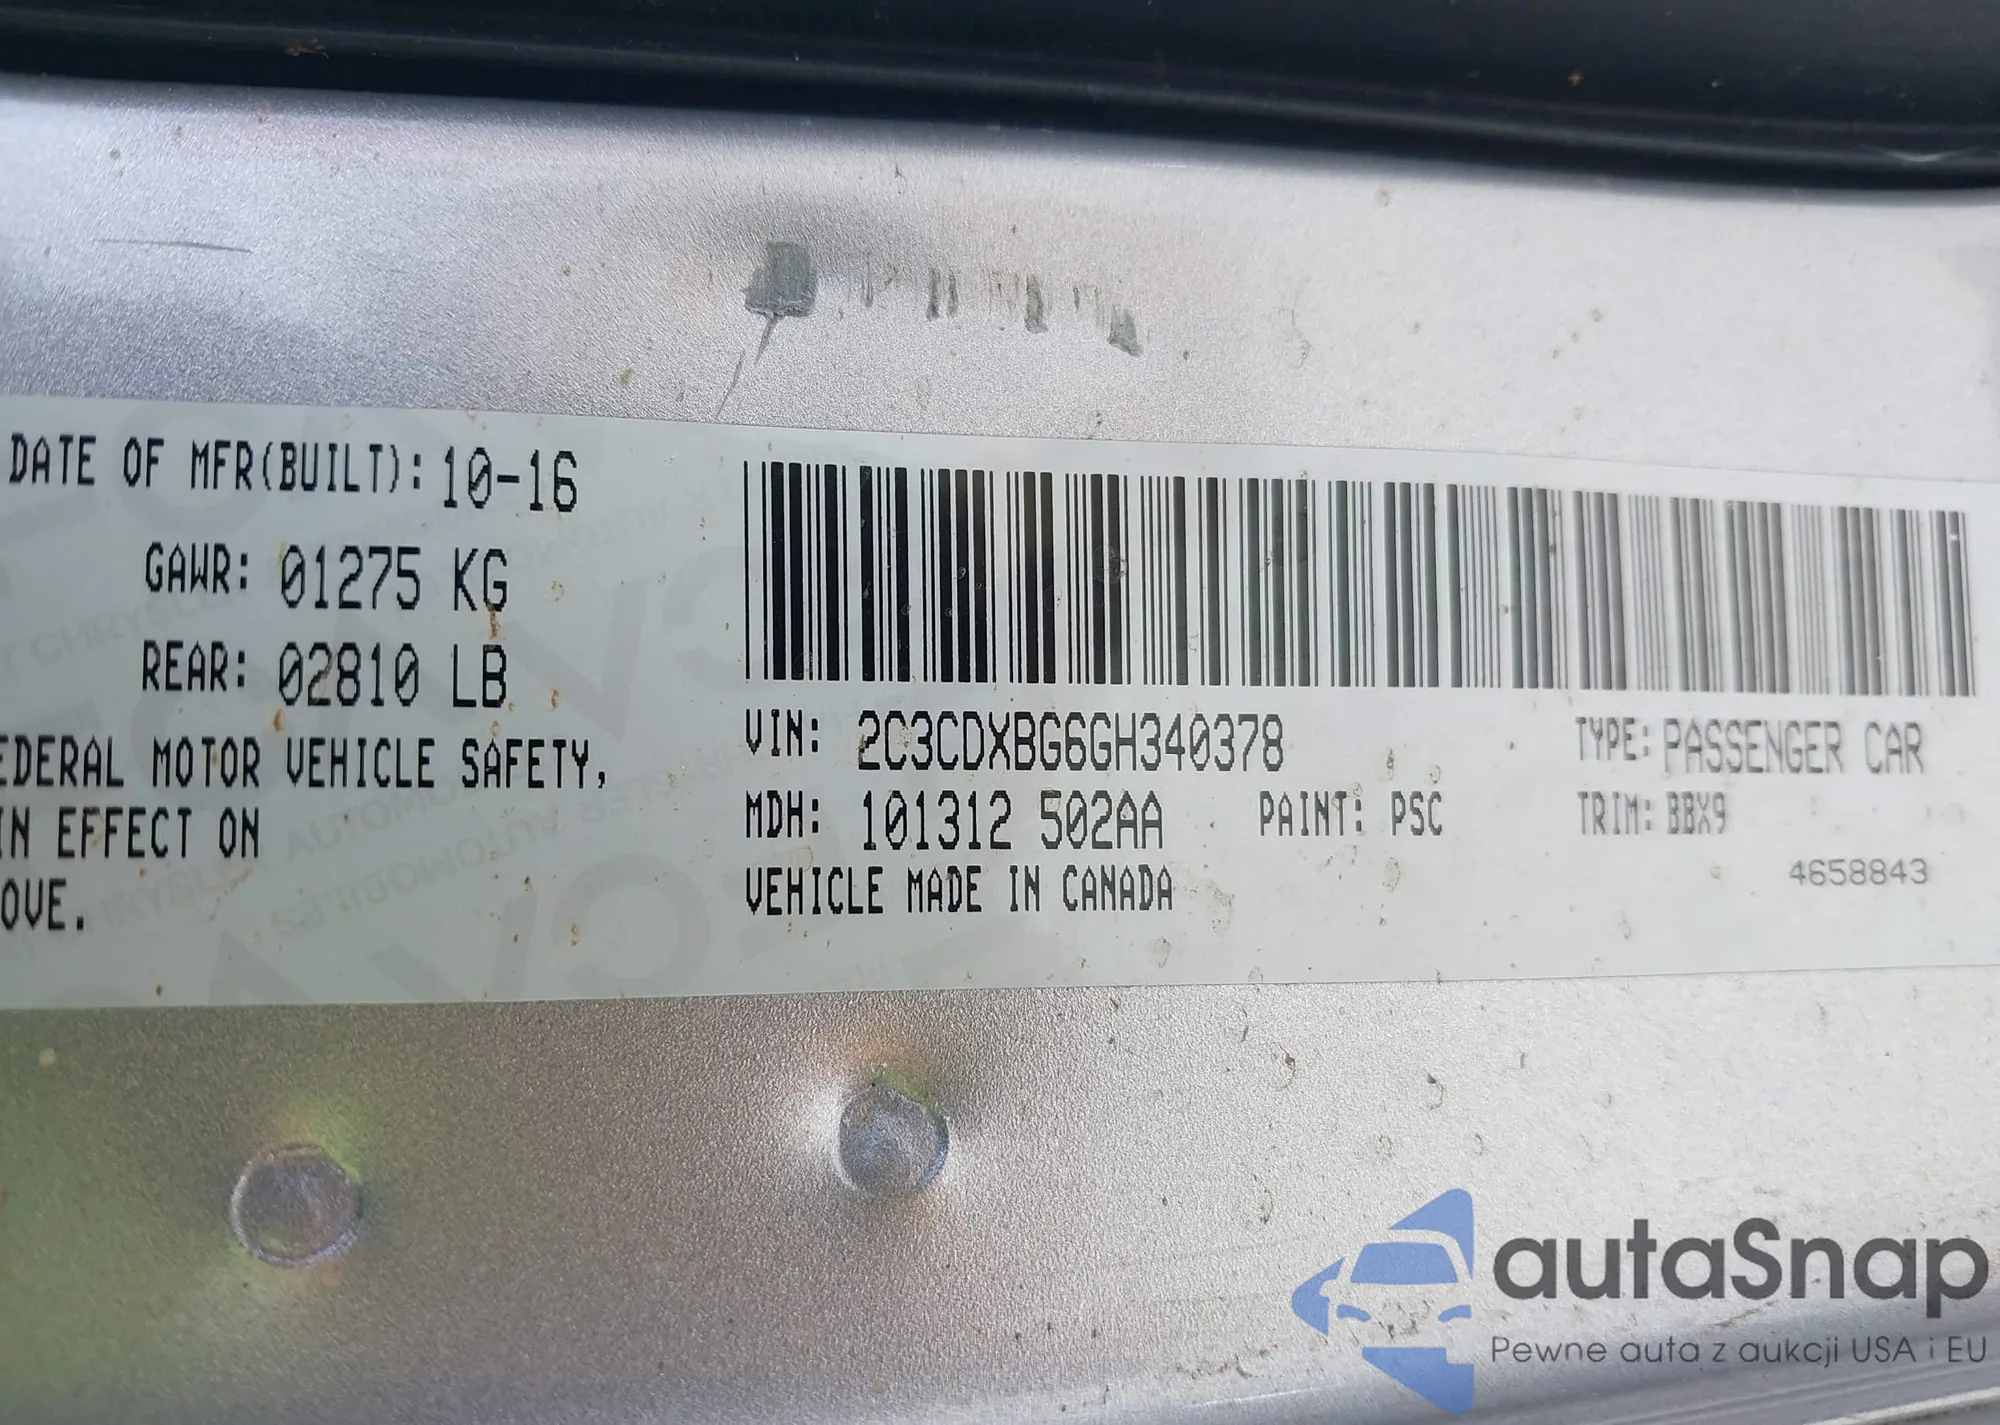 DATE OF MFR(BUILT): 10-16
GAWR: 01275 KG
REAR: 02810 LB
EDERAL MOTOR VEHICLE SAFETY,
IN EFFECT ON
OVE.
VIN: 2C3CDXBG6GH340378
TYPE: PASSENGER CAR
MDH: 101312 502AA
PAINT: PSC
TRIM: BBX9
VEHICLE MADE IN CANADA
4658843
autaSnap
Pewne auta z aukcji USA i EU